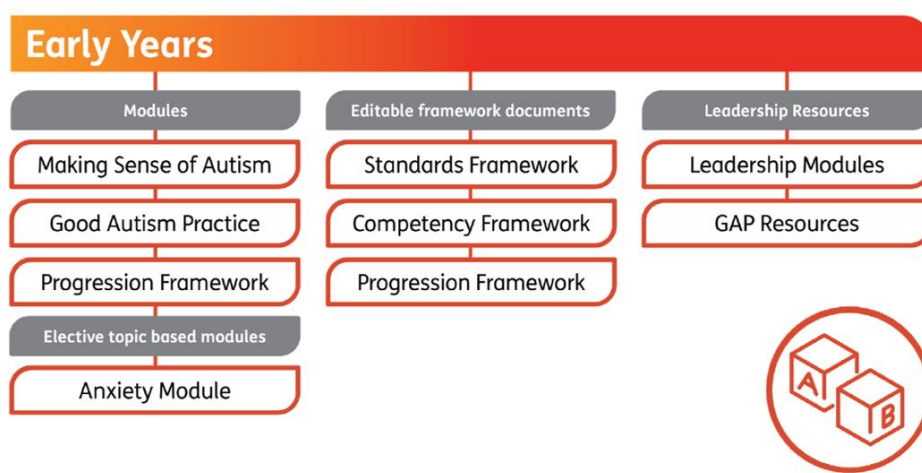 Early Years
Modules
Making Sense of Autism
Good Autism Practice
Progression Framework
Elective topic based modules
Anxiety Module
Editable framework documents
Standards Framework
Competency Framework
Progression Framework
Leadership Resources
Leadership Modules
GAP Resources
A
B